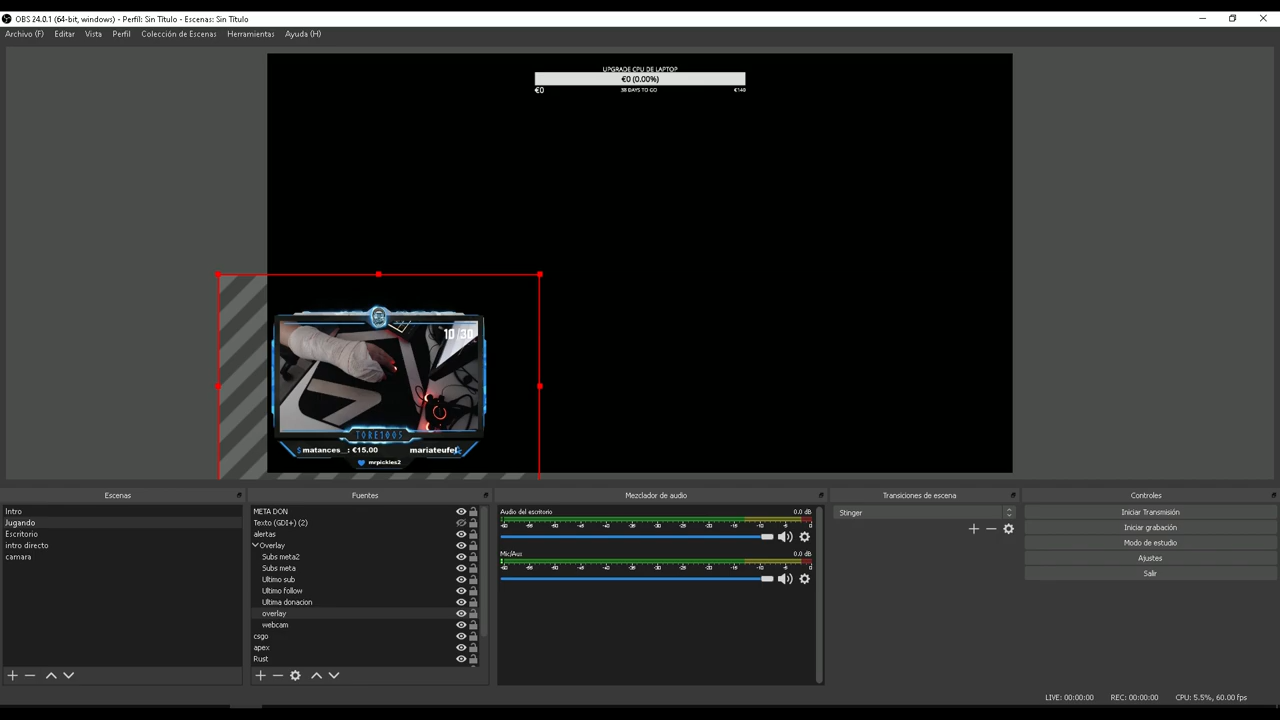 OBS 24.0.1 (64-bit, windows) - Perfil: Sin Título - Escenas: Sin Título
Archivo (F) Editar Vista Perfil Colección de Escenas Herramientas Ayuda (H)
UPGRADE CPU DE LAPTOP
€0 (0.00%)
€0 38 DAYS TO GO €140
10/30
TORE1005
matances_: €15.00 mariateufel
mrpickles2
Escenas
Intro
Jugando
Escritorio
intro directo
camara
Fuentes
META DON
Texto (GDI+) (2)
alertas
Overlay
Subs meta2
Subs meta
Ultimo sub
Ultimo follow
Ultima donacion
overlay
webcam
csgo
apex
Rust
Mezclador de audio
Audio del escritorio 0.0 dB
Mic/Aux 0.0 dB
Transiciones de escena
Stinger
Controles
Iniciar Transmisión
Iniciar grabación
Modo de estudio
Ajustes
Salir
LIVE: 00:00:00 REC: 00:00:00 CPU: 5.5%, 60.00 fps